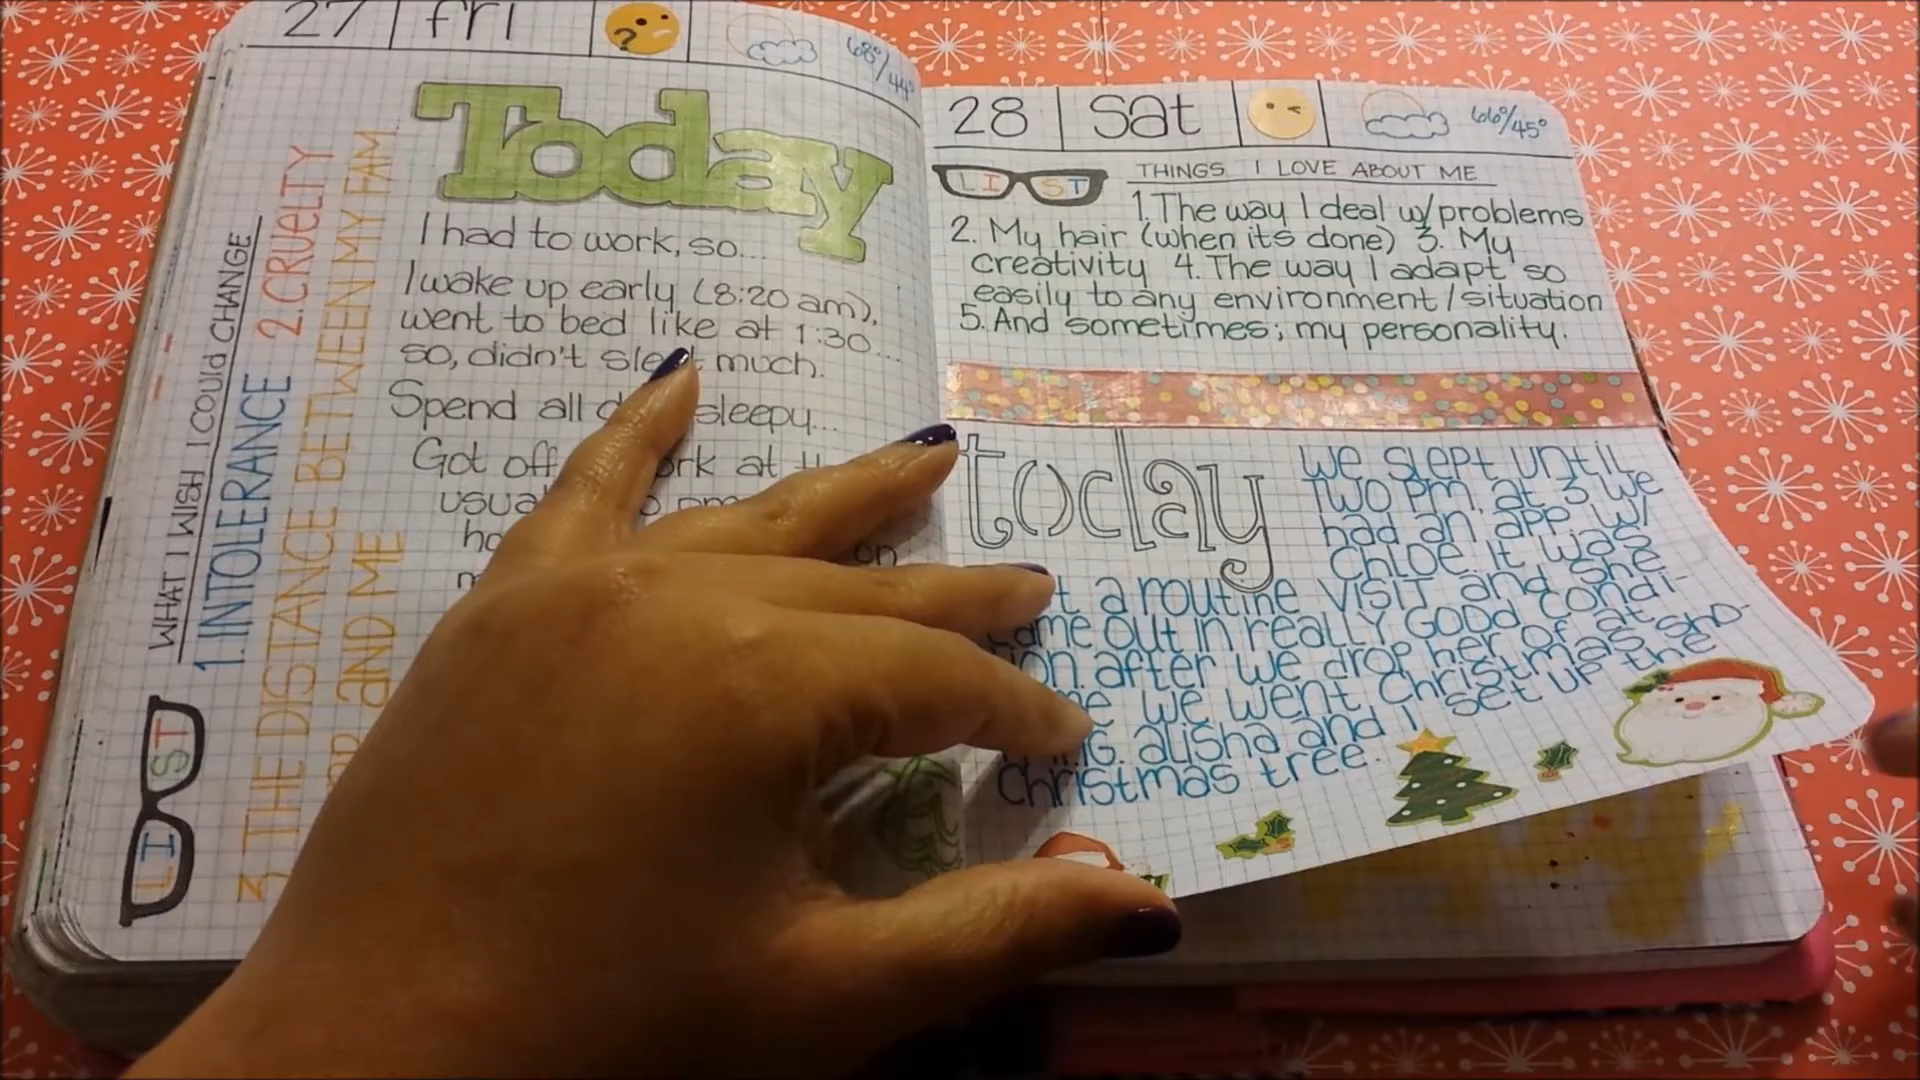 27 fri
?
68°/44°
Today
I had to work, so...
I wake up early (8:20 am),
went to bed like at 1:30...
so, didn't much.
Spend all sleepy...
Got off at
on
LIST
WHAT I WISH I COULD CHANGE
1. INTOLERANCE 2. CRUELTY
3. THE DISTANCE BETWEEN MY FAM.
AND ME
28 Sat
66°/45°
LIST
THINGS I LOVE ABOUT ME
1. The way I deal w/problems
2. My hair (when its done) 3. My
creativity 4. The way I adapt so
easily to any environment/situation
5. And sometimes; my personality.
today
We slept until
two pm, at 3 we
had an app w/
Chloe. It was
a routine visit and she
came out in really good condi-
ion. after we drop her of at
we went Christmas sho-
alisha and I set up the
Christmas tree.